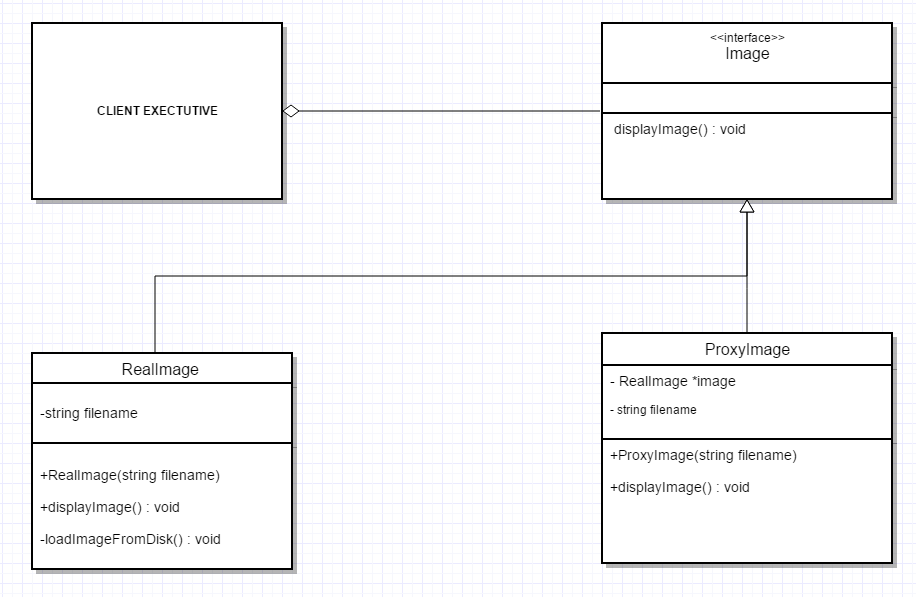 CLIENT EXECTUTIVE
<<interface>>
Image
displayImage() : void
RealImage
-string filename
+RealImage(string filename)
+displayImage() : void
-loadImageFromDisk() : void
ProxyImage
- RealImage *image
- string filename
+ProxyImage(string filename)
+displayImage() : void